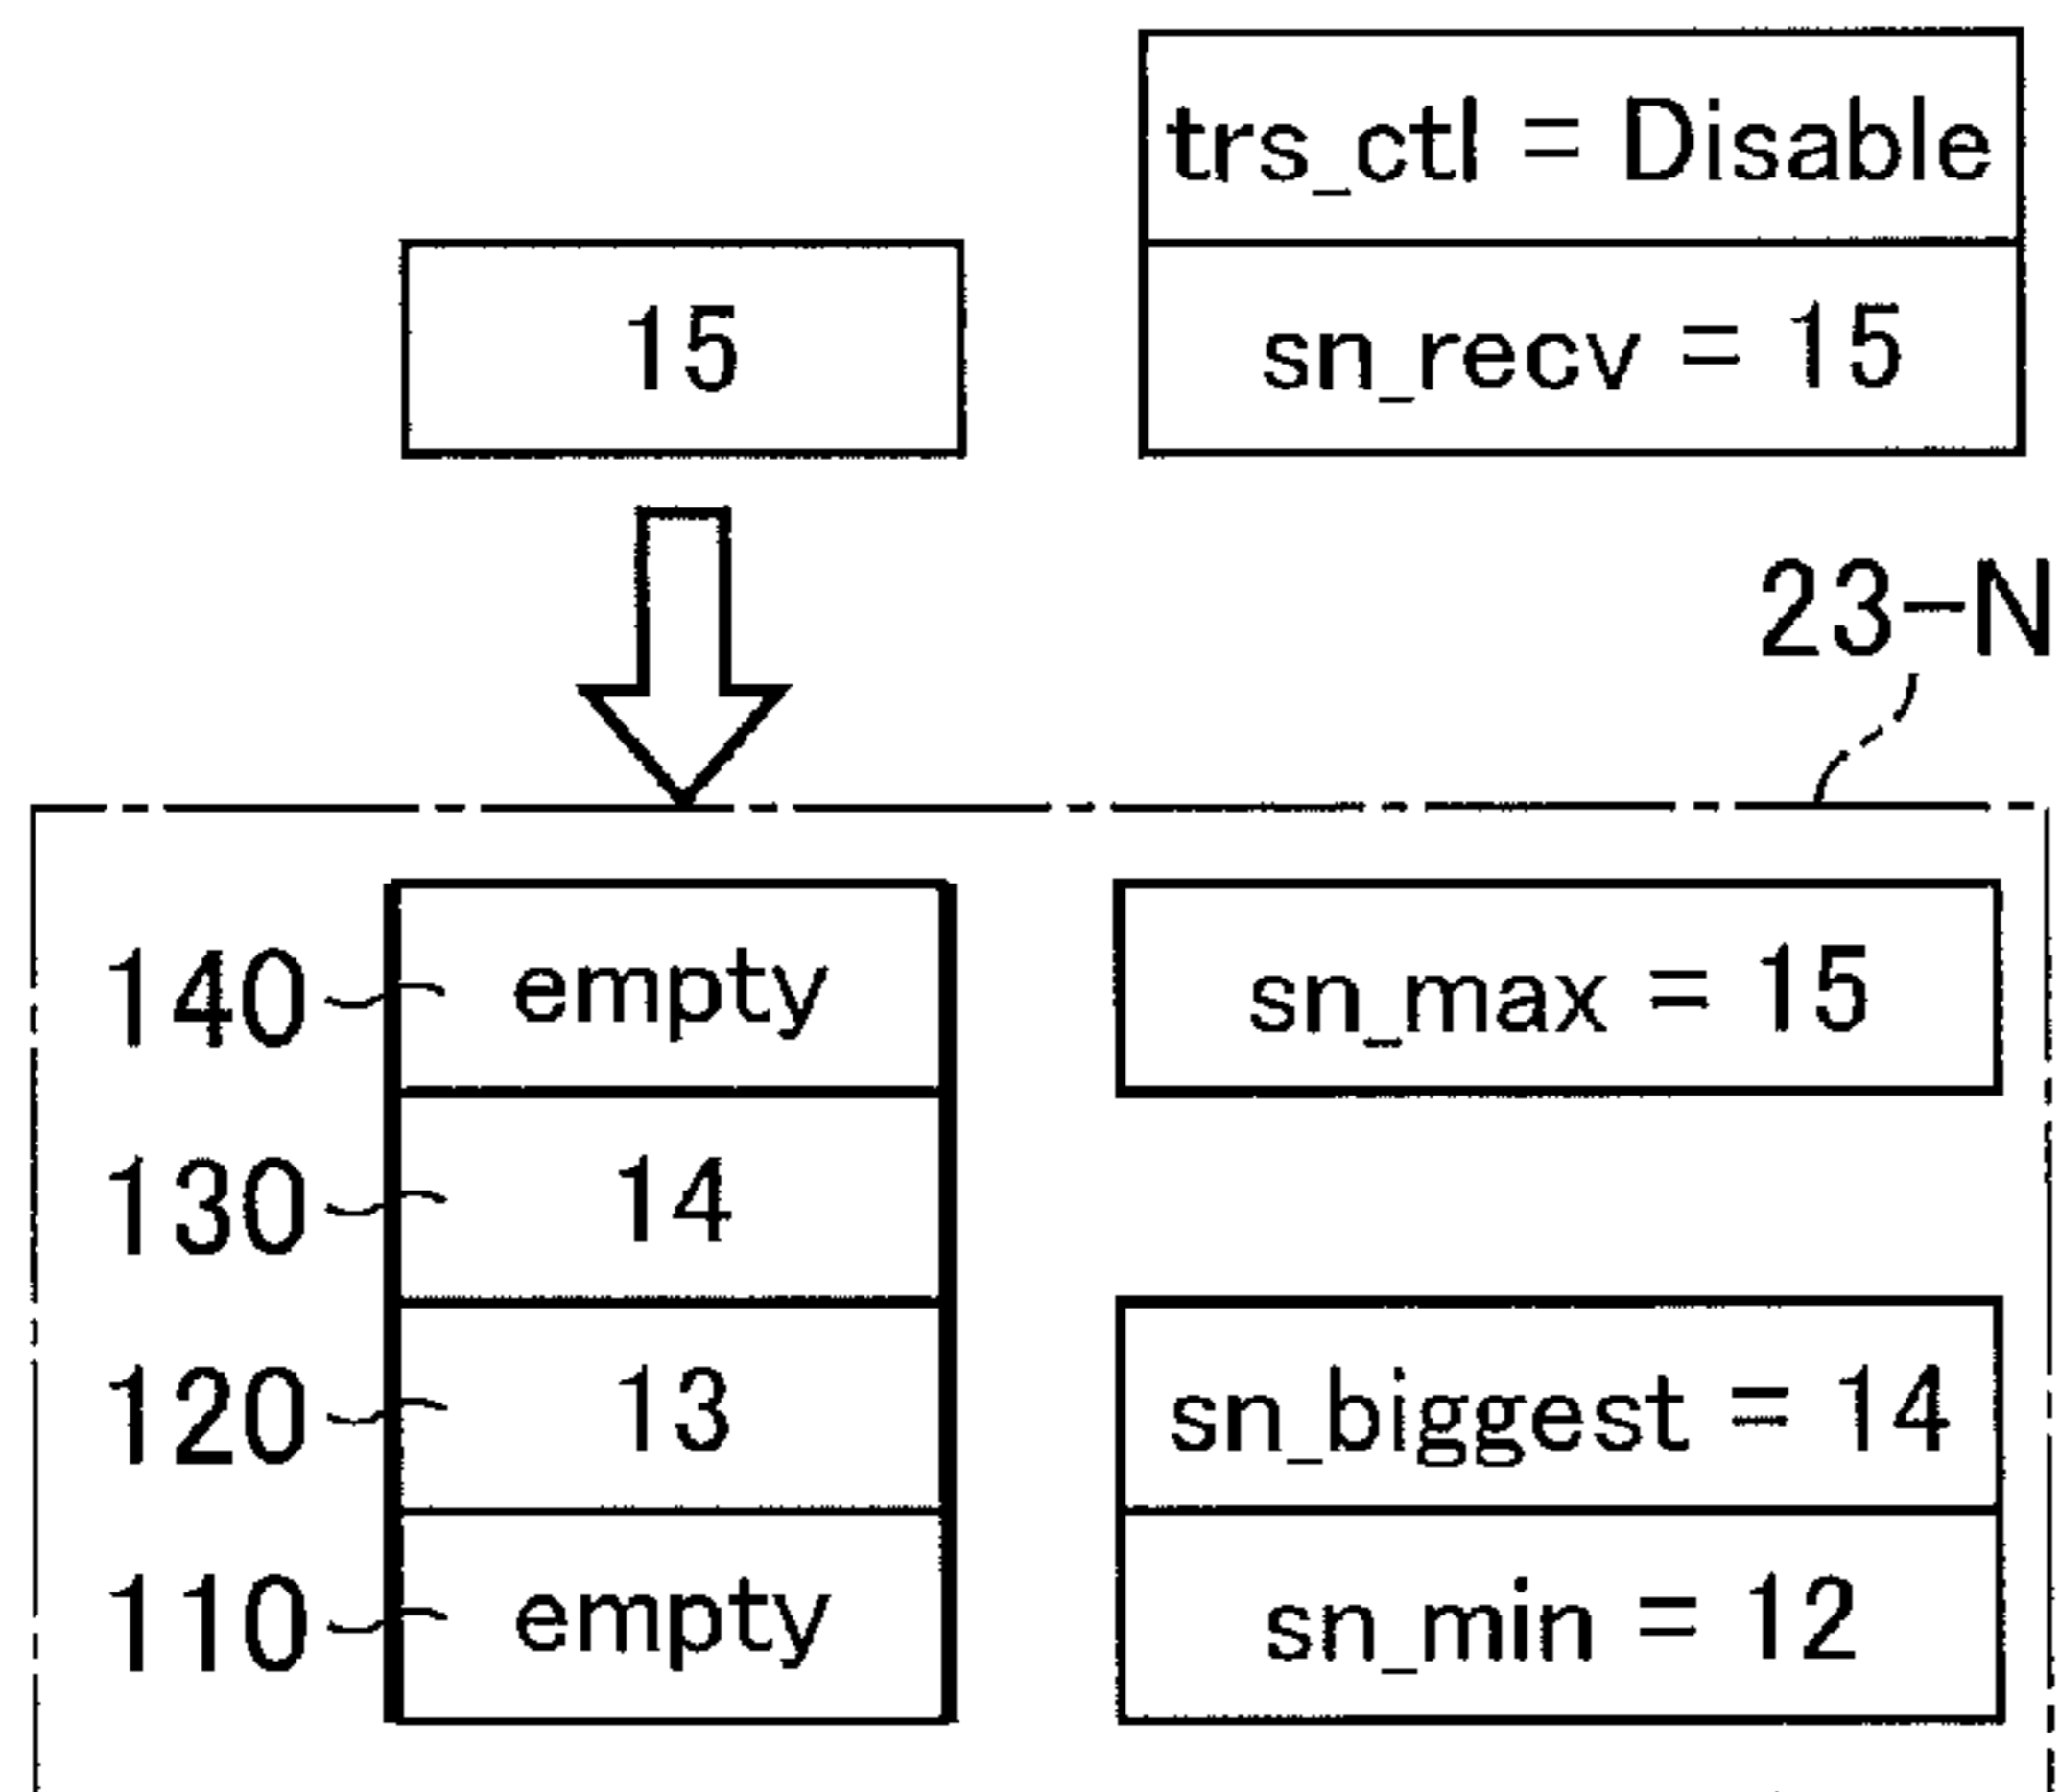 trs_ctl = Disable
15
sn_recv = 15
23-N
140
empty
sn_max = 15
130
14
120
13
sn_biggest = 14
110
empty
sn_min = 12